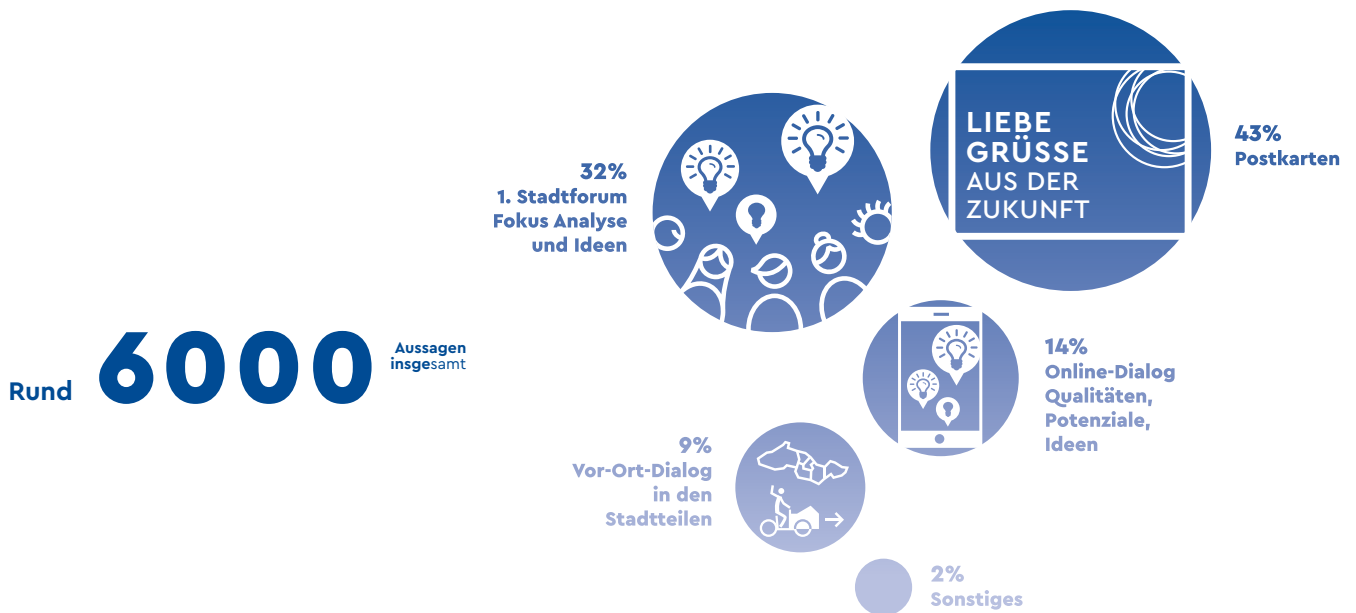 Rund 6000 Aussagen
insgesamt
32%
1. Stadtforum
Fokus Analyse
und Ideen
LIEBE
GRÜSSE
AUS DER
ZUKUNFT
43%
Postkarten
14%
Online-Dialog
Qualitäten,
Potenziale,
Ideen
9%
Vor-Ort-Dialog
in den
Stadtteilen
2%
Sonstiges